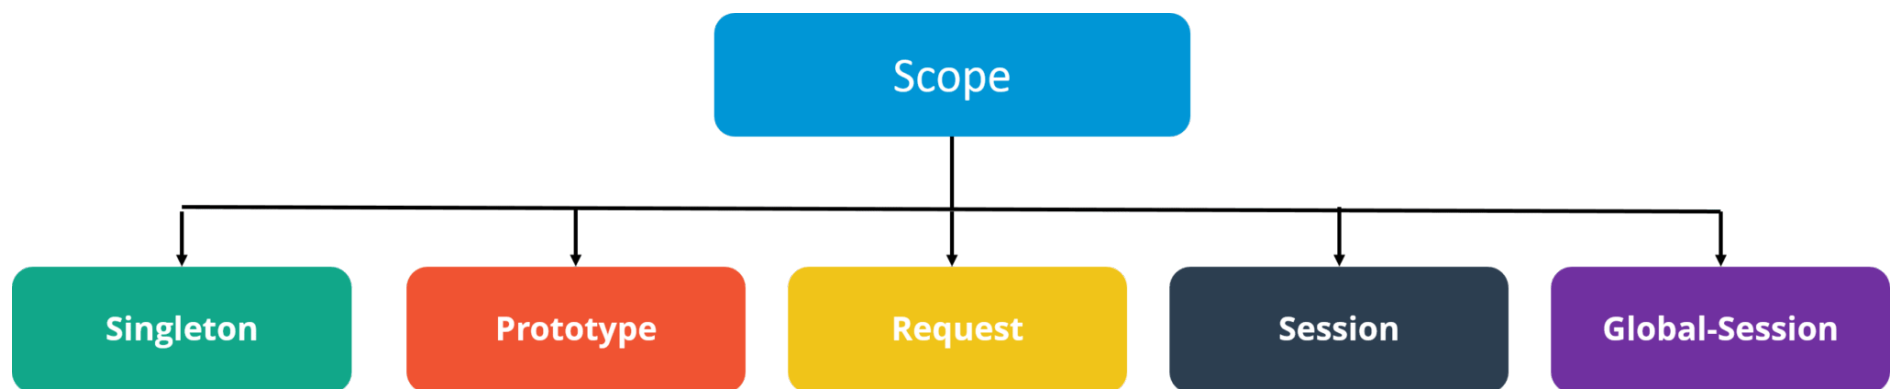 Scope
Singleton
Prototype
Request
Session
Global-Session